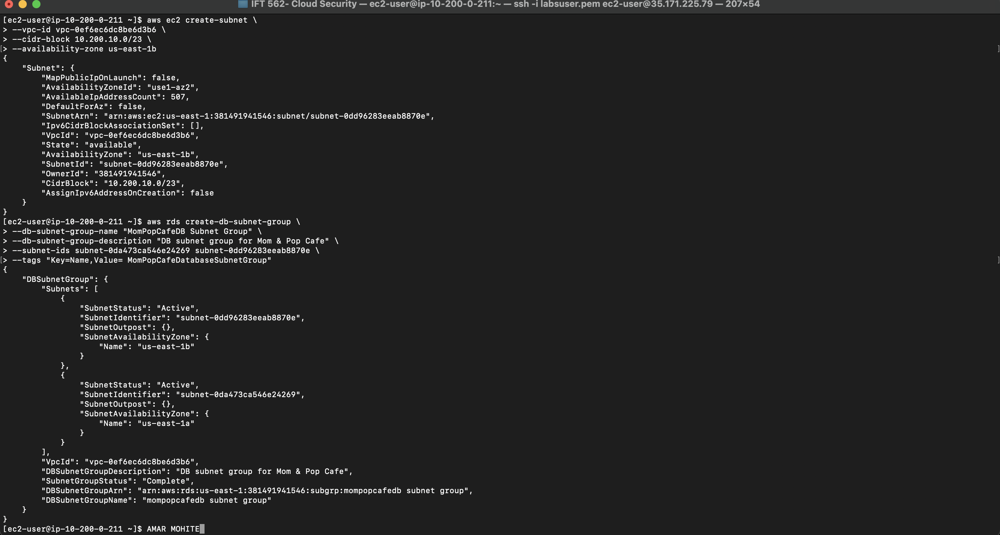 IFT 562- Cloud Security — ec2-user@ip-10-200-0-211:~ — ssh -i labsuser.pem ec2-user@35.171.225.79 — 207×54
[ec2-user@ip-10-200-0-211 ~]$ aws ec2 create-subnet \
> --vpc-id vpc-0ef6ec6dc8be6d3b6 \
> --cidr-block 10.200.10.0/23 \
[> --availability-zone us-east-1b ]
{
    "Subnet": {
        "MapPublicIpOnLaunch": false,
        "AvailabilityZoneId": "use1-az2",
        "AvailableIpAddressCount": 507,
        "DefaultForAz": false,
        "SubnetArn": "arn:aws:ec2:us-east-1:381491941546:subnet/subnet-0dd96283eeab8870e",
        "Ipv6CidrBlockAssociationSet": [],
        "VpcId": "vpc-0ef6ec6dc8be6d3b6",
        "State": "available",
        "AvailabilityZone": "us-east-1b",
        "SubnetId": "subnet-0dd96283eeab8870e",
        "OwnerId": "381491941546",
        "CidrBlock": "10.200.10.0/23",
        "AssignIpv6AddressOnCreation": false
    }
}
[ec2-user@ip-10-200-0-211 ~]$ aws rds create-db-subnet-group \
> --db-subnet-group-name "MomPopCafeDB Subnet Group" \
> --db-subnet-group-description "DB subnet group for Mom & Pop Cafe" \
> --subnet-ids subnet-0da473ca546e24269 subnet-0dd96283eeab8870e \
[> --tags "Key=Name,Value= MomPopCafeDatabaseSubnetGroup" ]
{
    "DBSubnetGroup": {
        "Subnets": [
            {
                "SubnetStatus": "Active",
                "SubnetIdentifier": "subnet-0dd96283eeab8870e",
                "SubnetOutpost": {},
                "SubnetAvailabilityZone": {
                    "Name": "us-east-1b"
                }
            },
            {
                "SubnetStatus": "Active",
                "SubnetIdentifier": "subnet-0da473ca546e24269",
                "SubnetOutpost": {},
                "SubnetAvailabilityZone": {
                    "Name": "us-east-1a"
                }
            }
        ],
        "VpcId": "vpc-0ef6ec6dc8be6d3b6",
        "DBSubnetGroupDescription": "DB subnet group for Mom & Pop Cafe",
        "SubnetGroupStatus": "Complete",
        "DBSubnetGroupArn": "arn:aws:rds:us-east-1:381491941546:subgrp:mompopcafedb subnet group",
        "DBSubnetGroupName": "mompopcafedb subnet group"
    }
}
[ec2-user@ip-10-200-0-211 ~]$ AMAR MOHITE